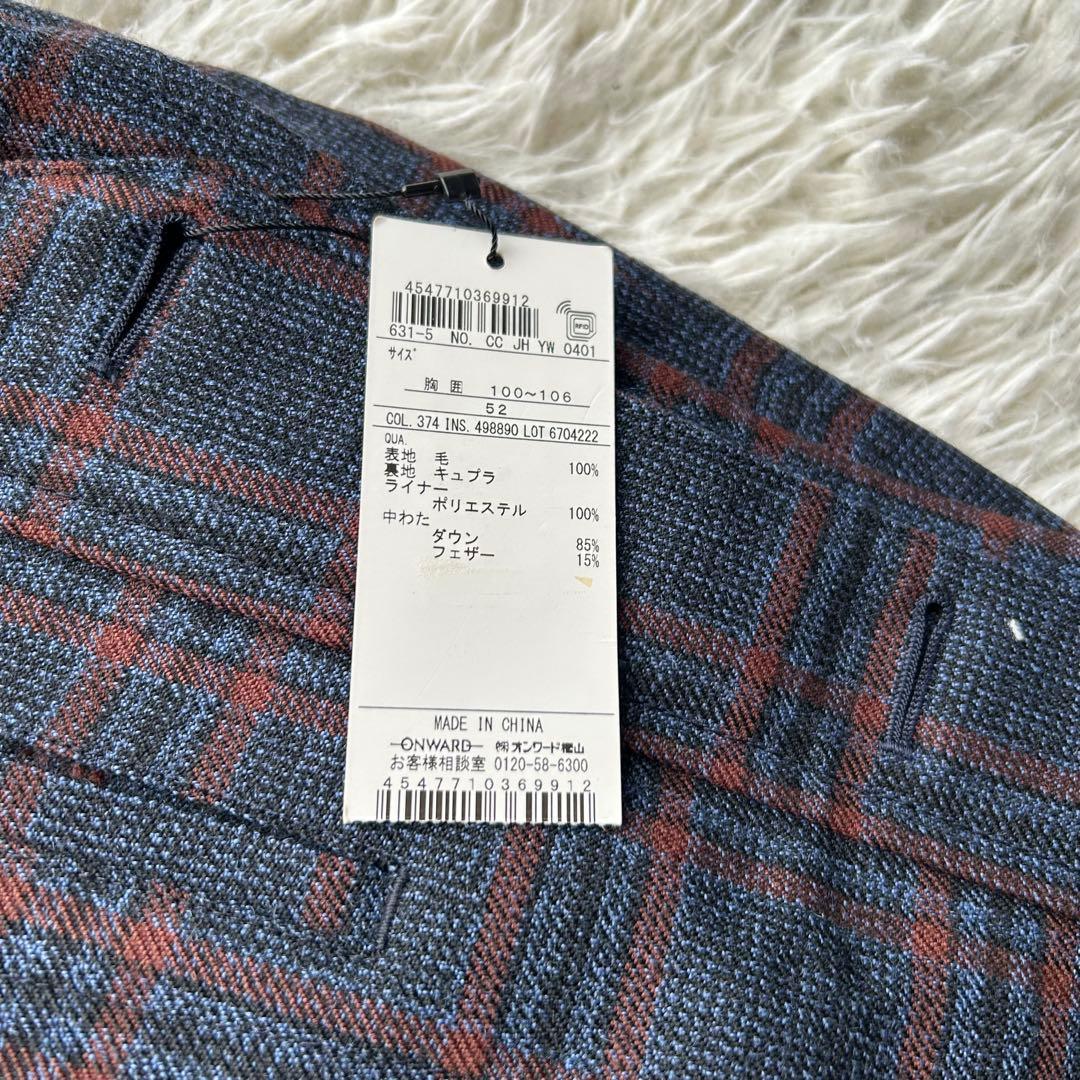 4547710369912
RFID
631-5 NO. CC JH YW 0401
サイズ
胸囲 100~106
52
COL. 374 INS. 498890 LOT 6704222
QUA.
表地 毛 100%
裏地 キュプラ
ライナー
ポリエステル 100%
中わた
ダウン 85%
フェザー 15%
MADE IN CHINA
ONWARD ㈱オンワード樫山
お客様相談室 0120-58-6300
4547710369912